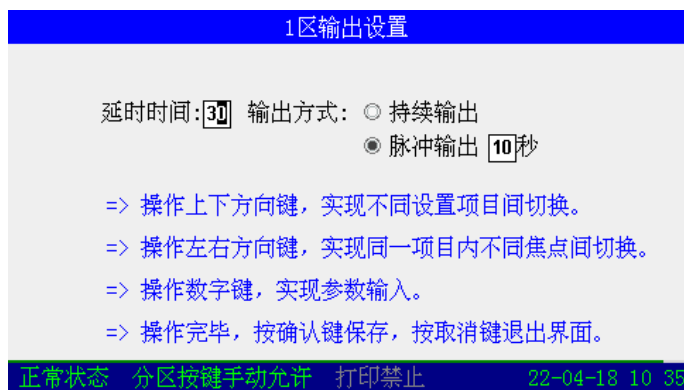 1区输出设置
延时时间:30 输出方式: 持续输出
脉冲输出 10秒
=> 操作上下方向键，实现不同设置项目间切换。
=> 操作左右方向键，实现同一项目内不同焦点间切换。
=> 操作数字键，实现参数输入。
=> 操作完毕，按确认键保存，按取消键退出界面。
正常状态 分区按键手动允许 打印禁止 22-04-18 10 35